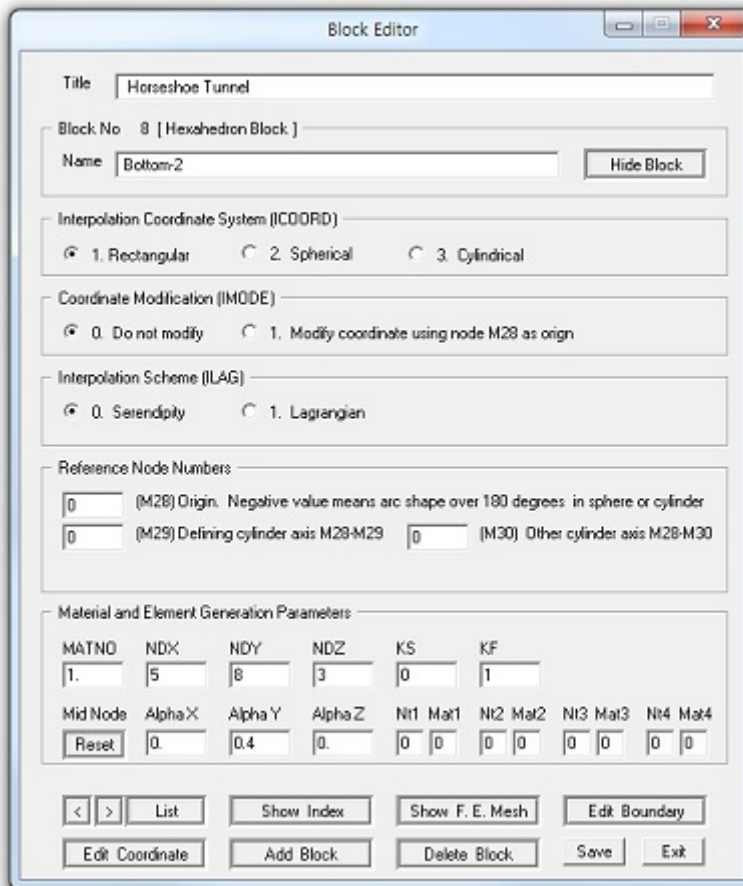 Block Editor
Title Horseshoe Tunnel
Block No 8 [ Hexahedron Block ]
Name Bottom-2 Hide Block
Interpolation Coordinate System (ICOORD)
1. Rectangular 2. Spherical 3. Cylindrical
Coordinate Modification (IMODE)
0. Do not modify 1. Modify coordinate using node M28 as orign
Interpolation Scheme (ILAG)
0. Serendipity 1. Lagrangian
Reference Node Numbers
0 (M28) Origin. Negative value means arc shape over 180 degrees in sphere or cylinder
0 (M29) Defining cylinder axis M28-M29 0 (M30) Other cylinder axis M28-M30
Material and Element Generation Parameters
MATNO NDX NDY NDZ KS KF
1. 5 8 3 0 1
Mid Node Alpha X Alpha Y Alpha Z Nt1 Mat1 Nt2 Mat2 Nt3 Mat3 Nt4 Mat4
Reset 0. 0.4 0. 0 0 0 0 0 0 0 0
< > List Show Index Show F. E. Mesh Edit Boundary
Edit Coordinate Add Block Delete Block Save Exit